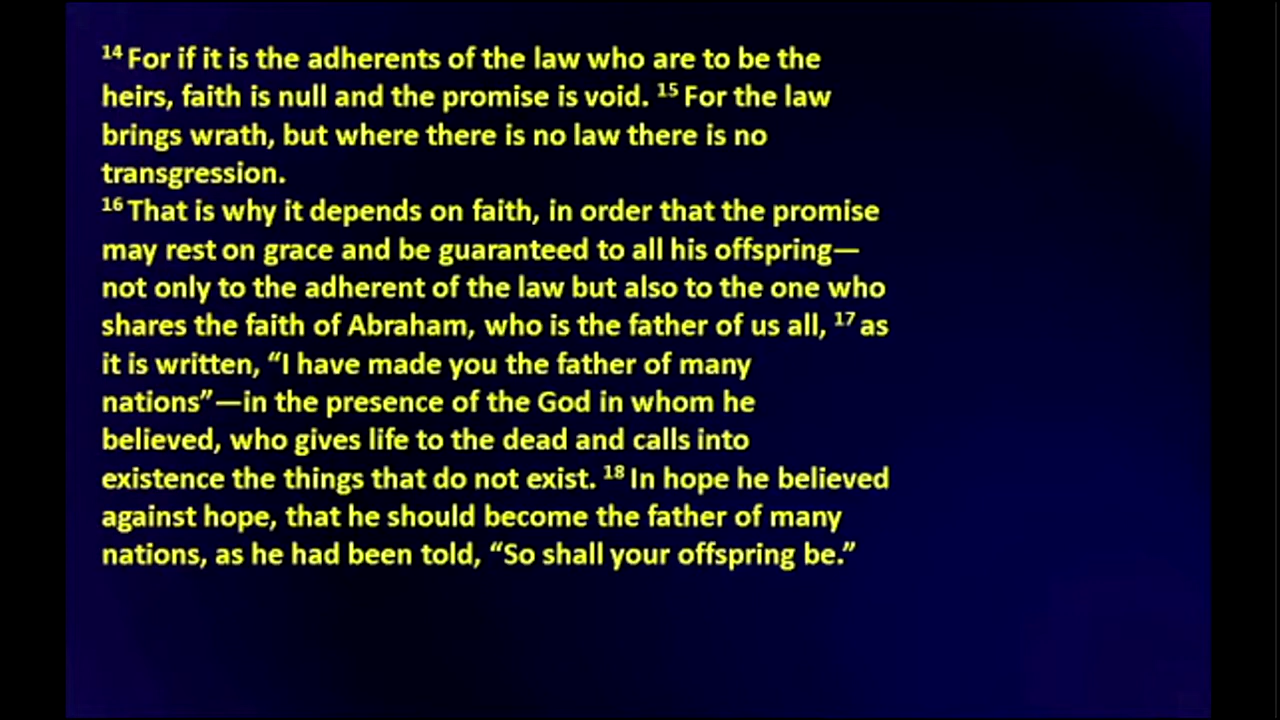 14 For if it is the adherents of the law who are to be the
heirs, faith is null and the promise is void. 15 For the law
brings wrath, but where there is no law there is no
transgression.
16 That is why it depends on faith, in order that the promise
may rest on grace and be guaranteed to all his offspring—
not only to the adherent of the law but also to the one who
shares the faith of Abraham, who is the father of us all, 17 as
it is written, “I have made you the father of many
nations”—in the presence of the God in whom he
believed, who gives life to the dead and calls into
existence the things that do not exist. 18 In hope he believed
against hope, that he should become the father of many
nations, as he had been told, “So shall your offspring be.”